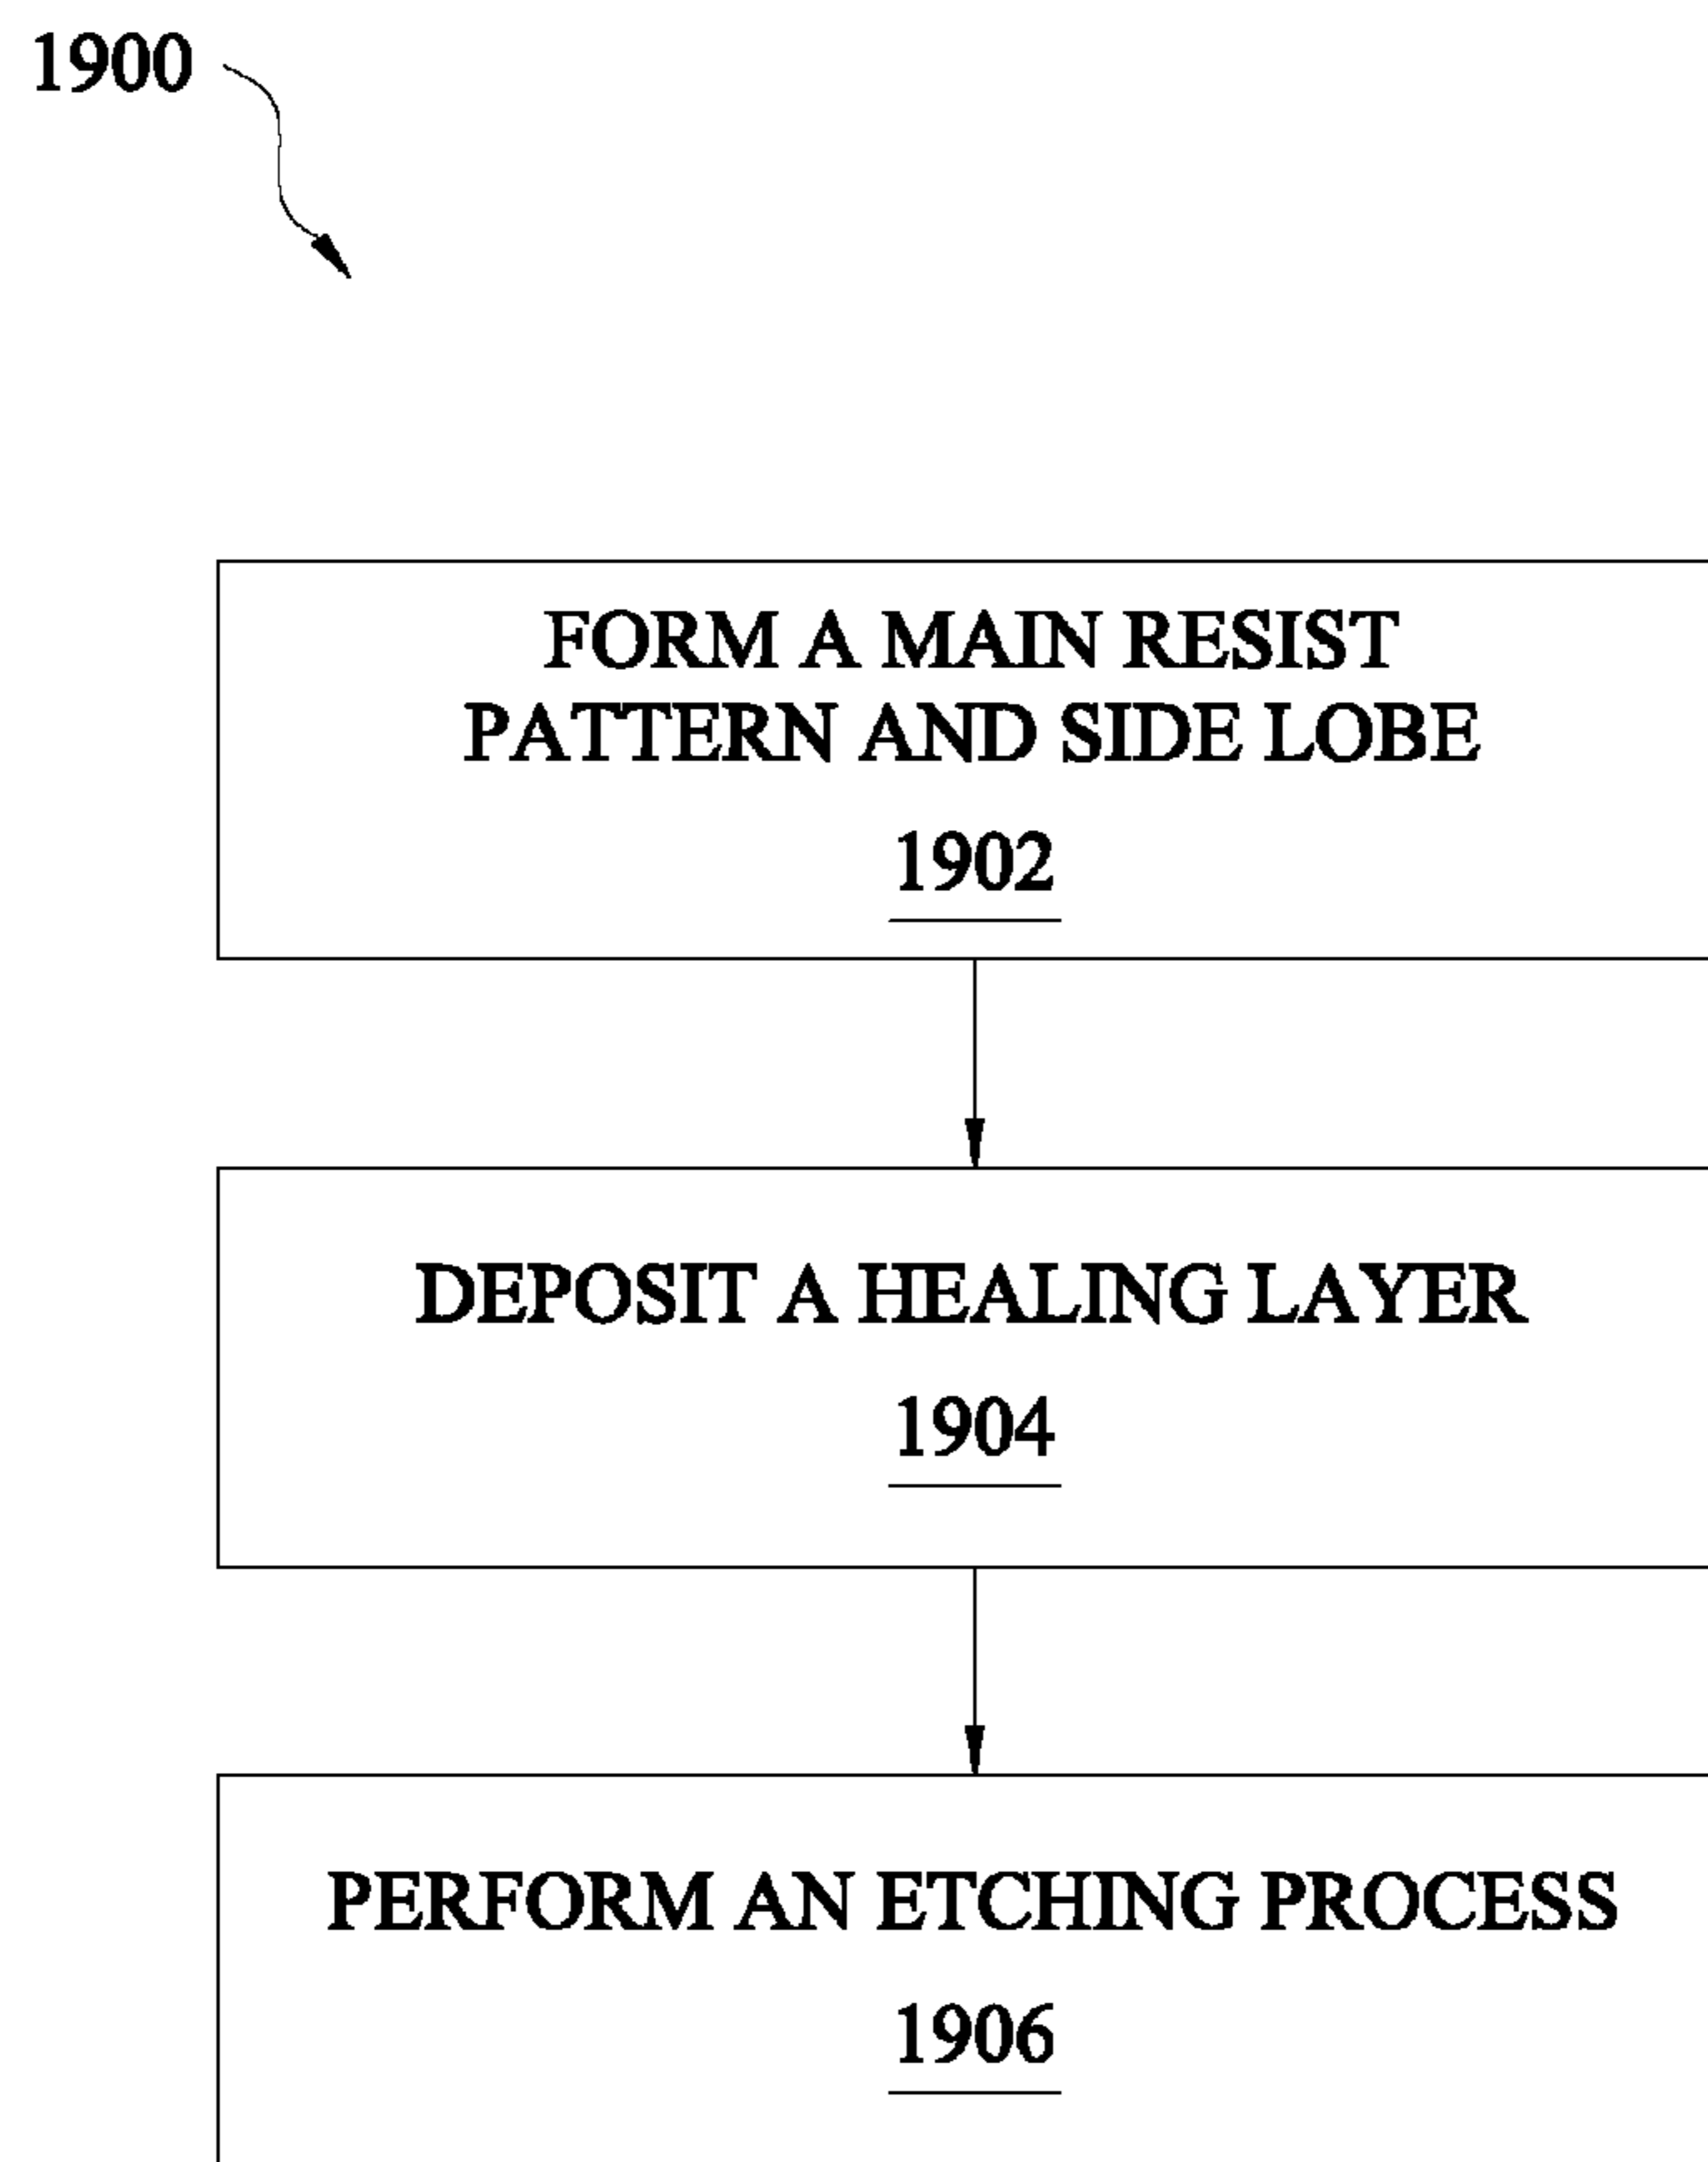 1900
FORM A MAIN RESIST
PATTERN AND SIDE LOBE
1902
DEPOSIT A HEALING LAYER
1904
PERFORM AN ETCHING PROCESS
1906